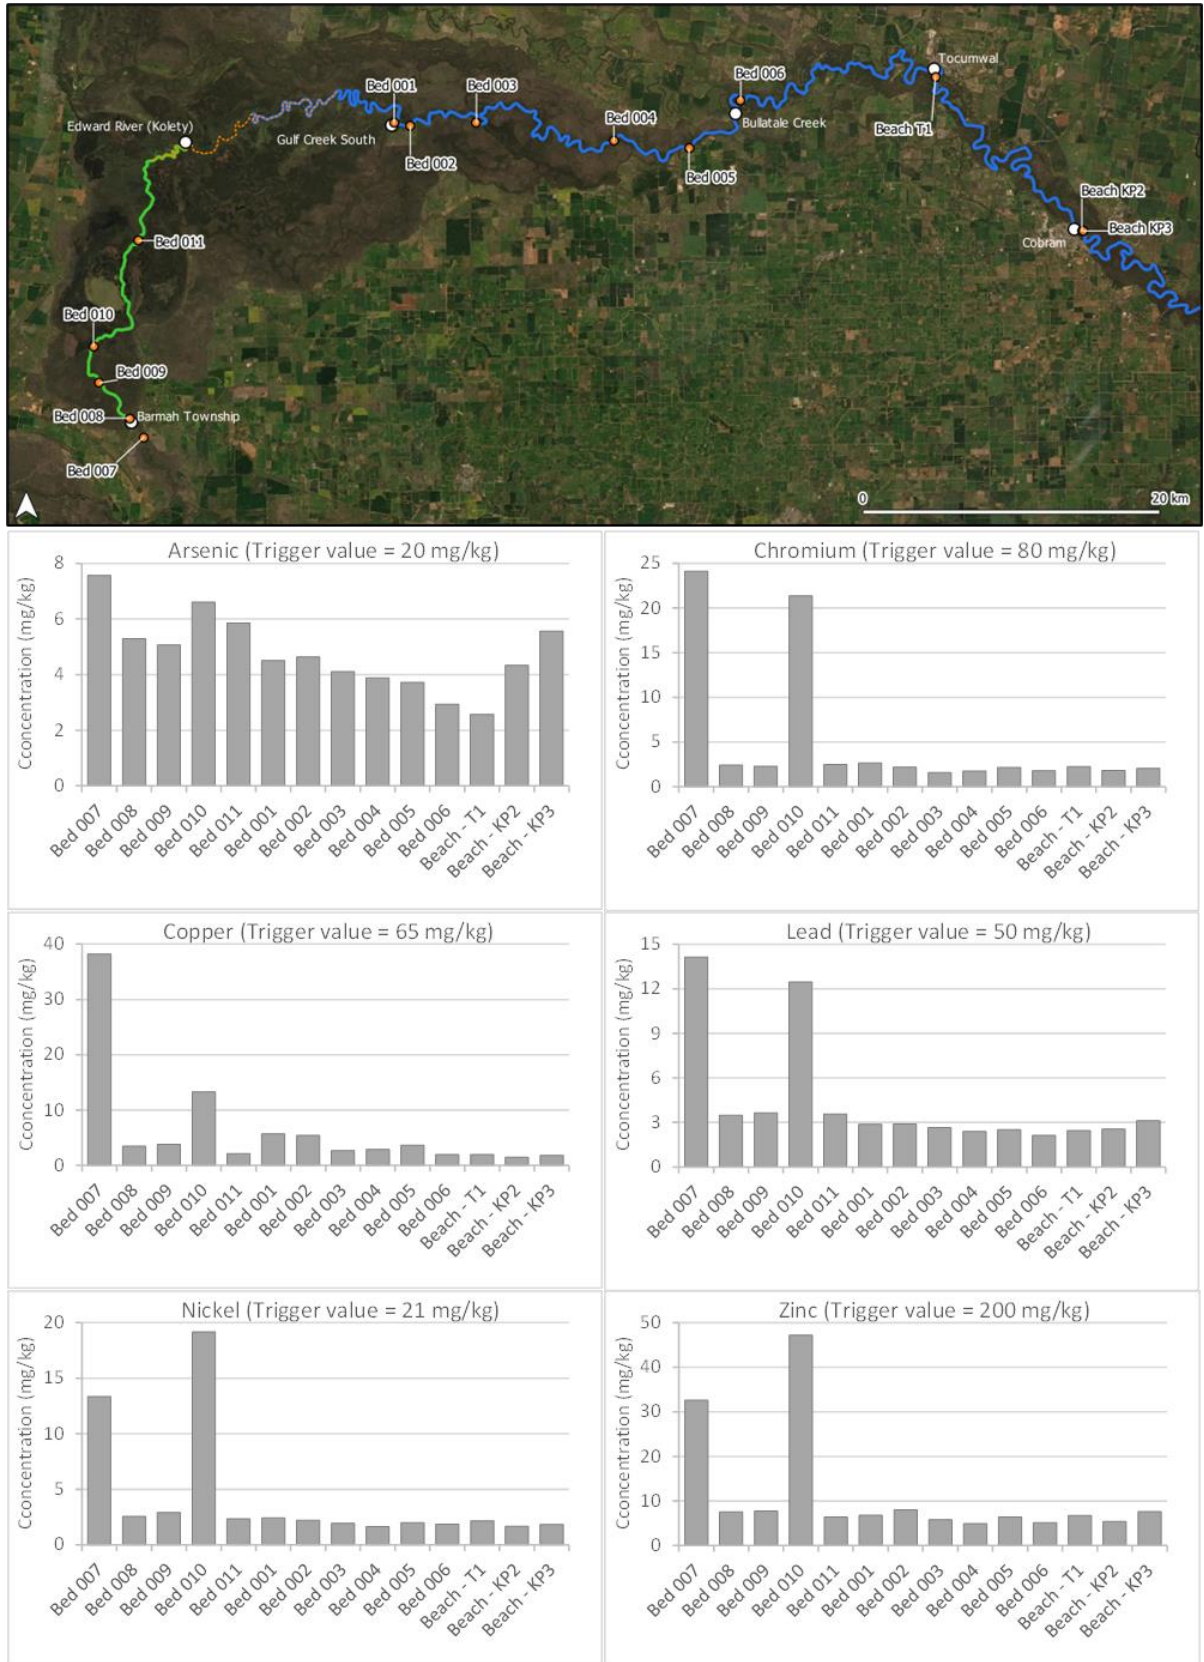 Tocumwal
Bed 006
Bed 001
Bed 003
Bed 004
Edward River (Kolety)
Gulf Creek South
Bullatale Creek
Beach T1
Bed 002
Bed 005
Beach KP2
Beach KP3
Bed 011
Cobram
Bed 010
Bed 009
Bed 008
Barmah Township
Bed 007
0
20 km
Arsenic (Trigger value = 20 mg/kg)
Cconcentration (mg/kg)
8
6
4
2
0
Bed 007
Bed 008
Bed 009
Bed 010
Bed 011
Bed 001
Bed 002
Bed 003
Bed 004
Bed 005
Bed 006
Beach - T1
Beach - KP2
Beach - KP3
Chromium (Trigger value = 80 mg/kg)
Cconcentration (mg/kg)
25
20
15
10
5
0
Bed 007
Bed 008
Bed 009
Bed 010
Bed 011
Bed 001
Bed 002
Bed 003
Bed 004
Bed 005
Bed 006
Beach - T1
Beach - KP2
Beach - KP3
Copper (Trigger value = 65 mg/kg)
Cconcentration (mg/kg)
40
30
20
10
0
Bed 007
Bed 008
Bed 009
Bed 010
Bed 011
Bed 001
Bed 002
Bed 003
Bed 004
Bed 005
Bed 006
Beach - T1
Beach - KP2
Beach - KP3
Lead (Trigger value = 50 mg/kg)
Cconcentration (mg/kg)
15
12
9
6
3
0
Bed 007
Bed 008
Bed 009
Bed 010
Bed 011
Bed 001
Bed 002
Bed 003
Bed 004
Bed 005
Bed 006
Beach - T1
Beach - KP2
Beach - KP3
Nickel (Trigger value = 21 mg/kg)
Cconcentration (mg/kg)
20
15
10
5
0
Bed 007
Bed 008
Bed 009
Bed 010
Bed 011
Bed 001
Bed 002
Bed 003
Bed 004
Bed 005
Bed 006
Beach - T1
Beach - KP2
Beach - KP3
Zinc (Trigger value = 200 mg/kg)
Cconcentration (mg/kg)
50
40
30
20
10
0
Bed 007
Bed 008
Bed 009
Bed 010
Bed 011
Bed 001
Bed 002
Bed 003
Bed 004
Bed 005
Bed 006
Beach - T1
Beach - KP2
Beach - KP3